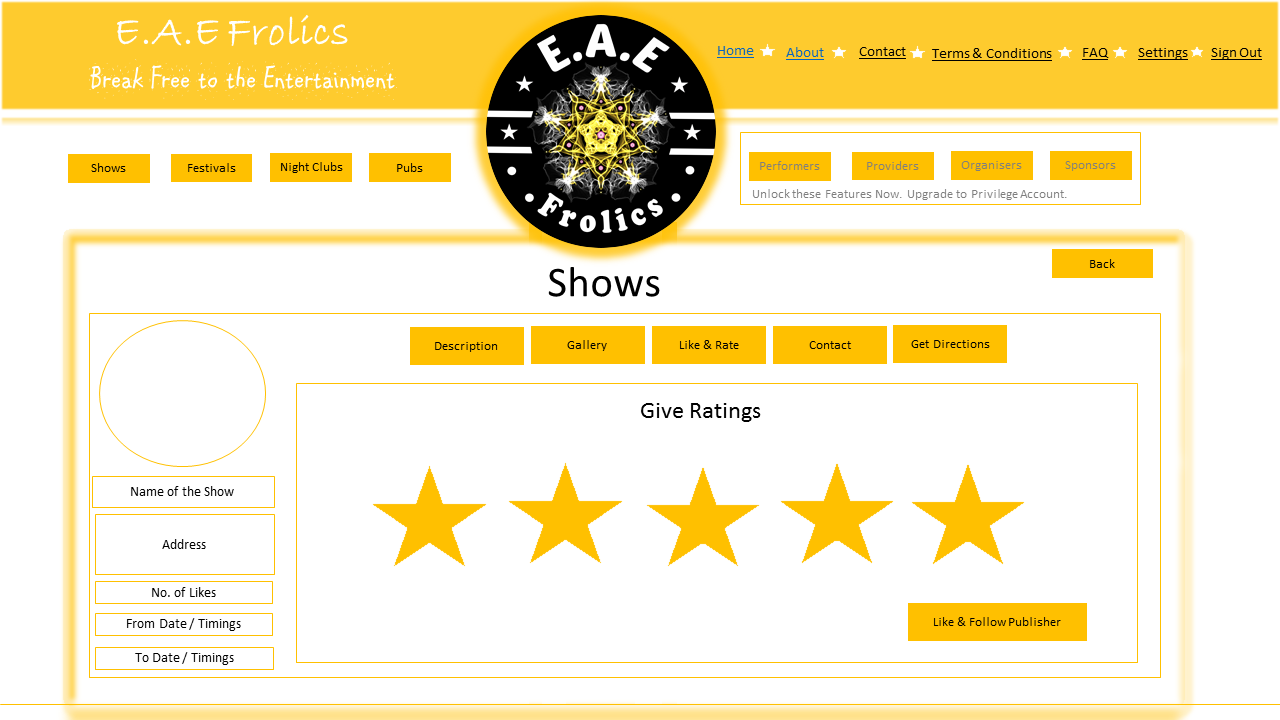 E.A.E Frolics
Break Free to the Entertainment
E.A.E
Frolics
Home About Contact Terms & Conditions FAQ Settings Sign Out
Shows Festivals Night Clubs Pubs
Performers Providers Organisers Sponsors
Unlock these Features Now. Upgrade to Privilege Account.
Back
Shows
Description Gallery Like & Rate Contact Get Directions
Give Ratings
Name of the Show
Address
No. of Likes
From Date / Timings
To Date / Timings
Like & Follow Publisher